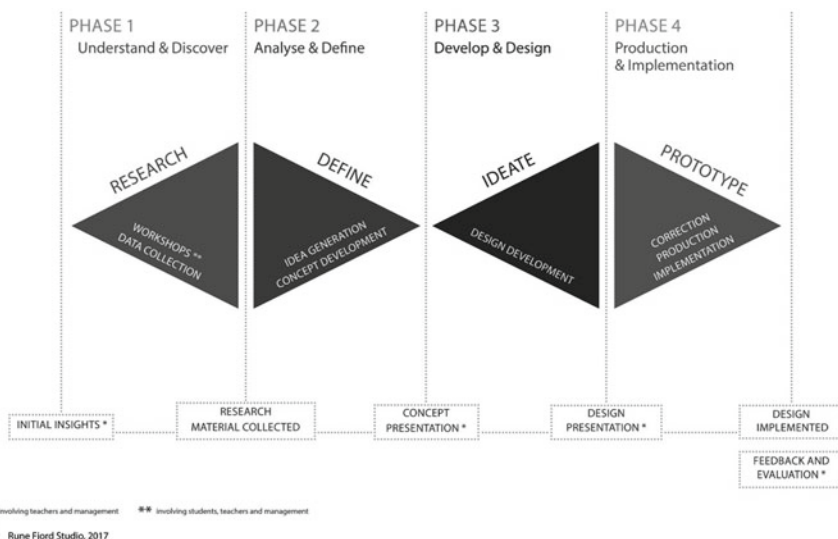 PHASE 1
Understand & Discover
PHASE 2
Analyse & Define
PHASE 3
Develop & Design
PHASE 4
Production
& Implementation
RESEARCH
WORKSHOPS **
DATA COLLECTION
DEFINE
IDEA GENERATION
CONCEPT DEVELOPMENT
IDEATE
DESIGN DEVELOPMENT
PROTOTYPE
CORRECTION
PRODUCTION
IMPLEMENTATION
INITIAL INSIGHTS *
RESEARCH
MATERIAL COLLECTED
CONCEPT
PRESENTATION *
DESIGN
PRESENTATION *
DESIGN
IMPLEMENTED
FEEDBACK AND
EVALUATION *
involving teachers and management
** involving students, teachers and management
Rune Fjord Studio, 2017